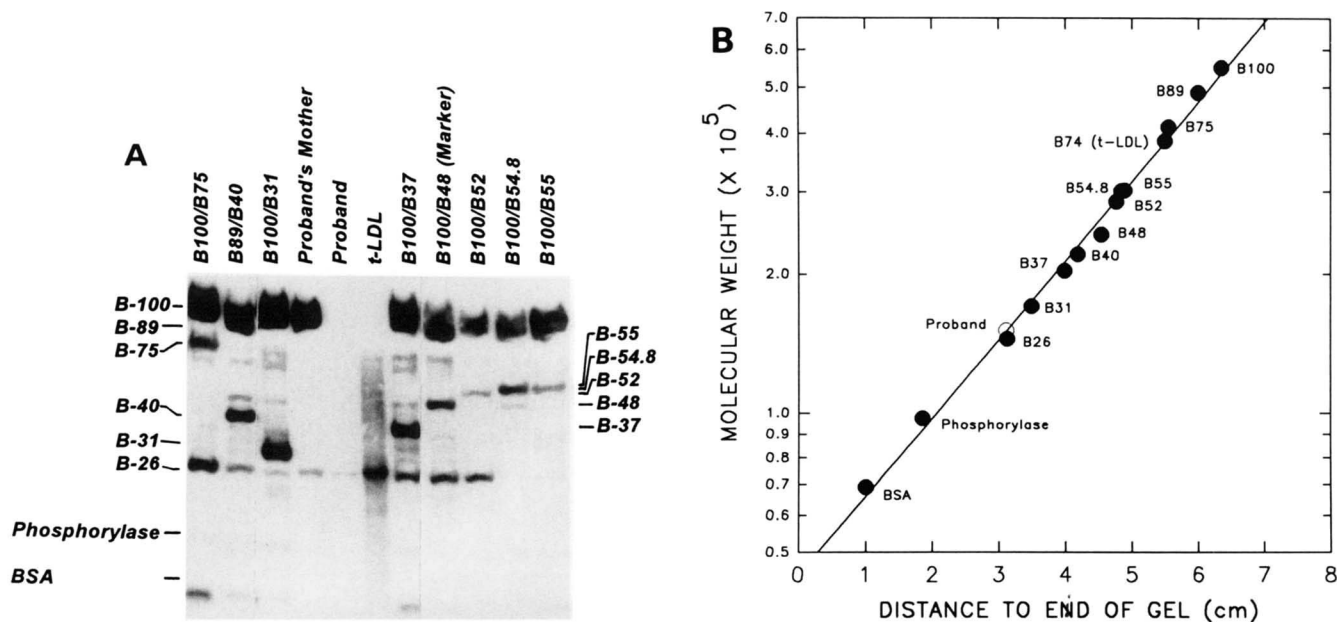 A
B100/B75
B89/B40
B100/B31
Proband's Mother
Proband
t-LDL
B100/B37
B100/B48 (Marker)
B100/B52
B100/B54.8
B100/B55
B-100
B-89
B-75
B-40
B-31
B-26
Phosphorylase
BSA
B-55
B-54.8
B-52
B-48
B-37
B
MOLECULAR WEIGHT (X 10⁵)
7.0
6.0
5.0
4.0
3.0
2.0
1.0
0.9
0.8
0.7
0.6
0.5
B100
B89
B75
B74 (t-LDL)
B54.8
B55
B52
B48
B40
B37
B31
Proband
B26
Phosphorylase
BSA
0 1 2 3 4 5 6 7 8
DISTANCE TO END OF GEL (cm)